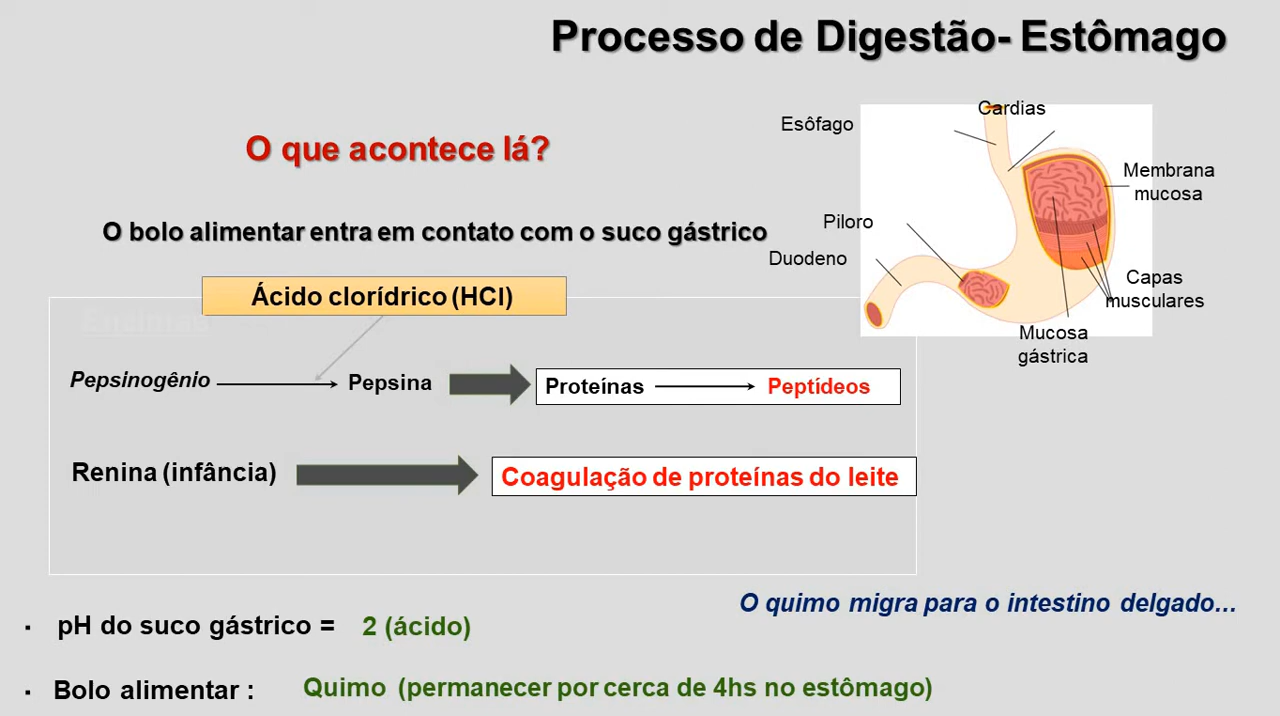 Processo de Digestão- Estômago
O que acontece lá?
O bolo alimentar entra em contato com o suco gástrico
Esôfago
Cardias
Membrana
mucosa
Piloro
Duodeno
Capas
musculares
Mucosa
gástrica
Ácido clorídrico (HCl)
Enzimas
Pepsinogênio
Pepsina
Proteínas
Peptídeos
Renina (infância)
Coagulação de proteínas do leite
O quimo migra para o intestino delgado...
▪ pH do suco gástrico = 2 (ácido)
▪ Bolo alimentar : Quimo (permanecer por cerca de 4hs no estômago)